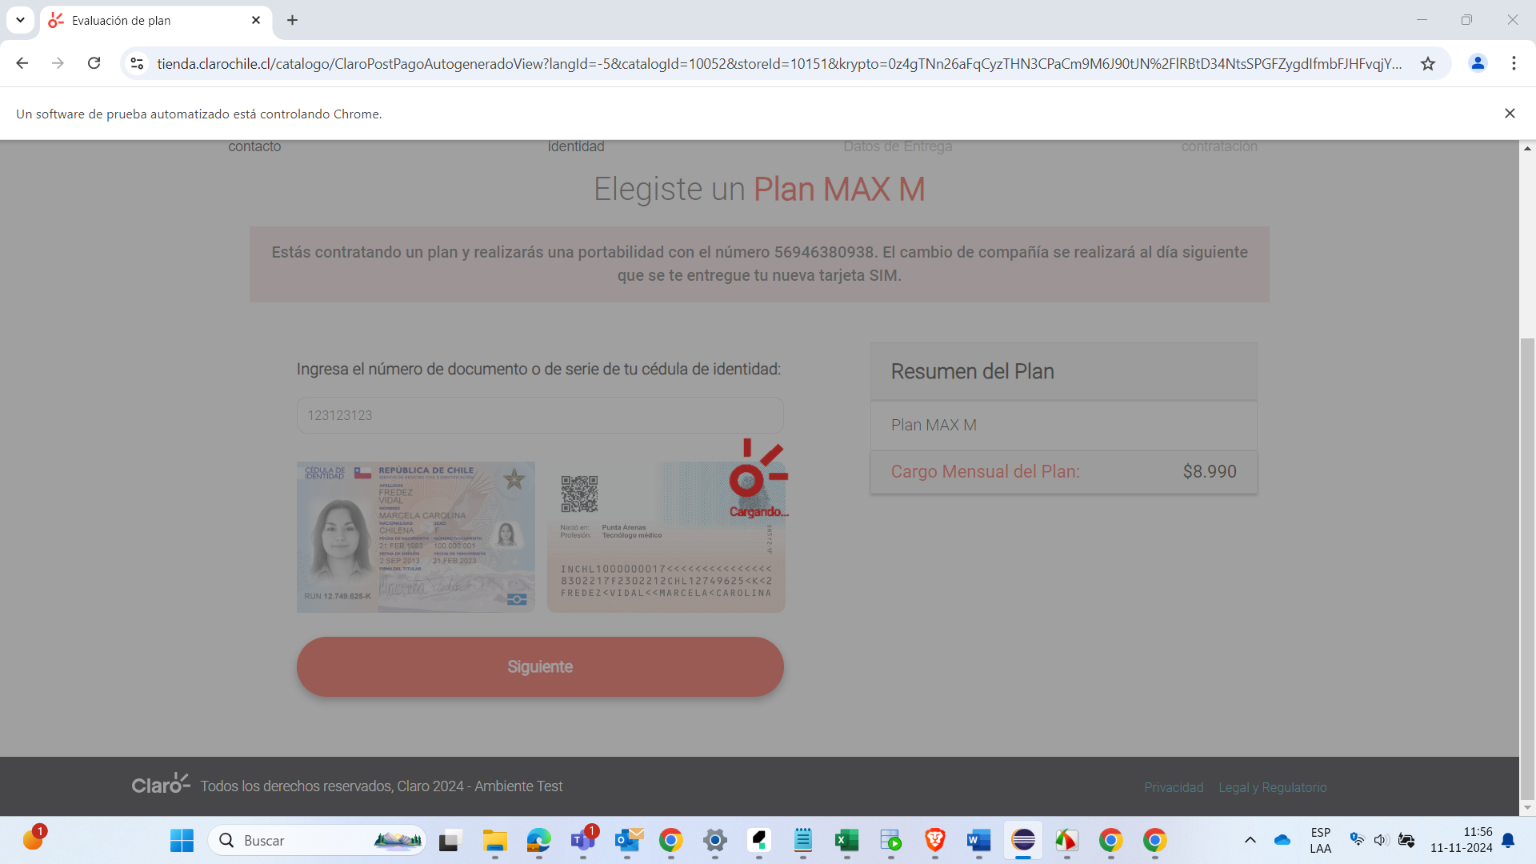 Evaluación de plan
tienda.clarochile.cl/catalogo/ClaroPostPagoAutogeneradoView?langId=-5&catalogId=10052&storeId=10151&krypto=0z4gTNn26aFqCyzTHN3CPaCm9M6J90tJN%2FlRBtD34NtsSPGFZygdIfmbFJHFvqjY...
Un software de prueba automatizado está controlando Chrome.
contacto
identidad
Datos de Entrega
contratación
Elegiste un Plan MAX M
Estás contratando un plan y realizarás una portabilidad con el número 56946380938. El cambio de compañía se realizará al día siguiente
que se te entregue tu nueva tarjeta SIM.
Ingresa el número de documento o de serie de tu cédula de identidad:
123123123
CÉDULA DE
IDENTIDAD
REPÚBLICA DE CHILE
FREDEZ
VIDAL
MARCELA CAROLINA
CHILENA
F
21 FEB 1983
100.000.001
2 SEP 2013
21 FEB 2023
RUN 12.749.625-K
Cargando...
Nació en: Punta Arenas
Profesión: Tecnólogo médico
INCHL1000000017<<<<<<<<<<<<<<<
8302217F2302212CHL12749625<K<2
FREDEZ<VIDAL<<MARCELA<CAROLINA
Siguiente
Resumen del Plan
Plan MAX M
Cargo Mensual del Plan: $8.990
Claro Todos los derechos reservados, Claro 2024 - Ambiente Test
Privacidad Legal y Regulatorio
1
Buscar
1
ESP
LAA
11:56
11-11-2024